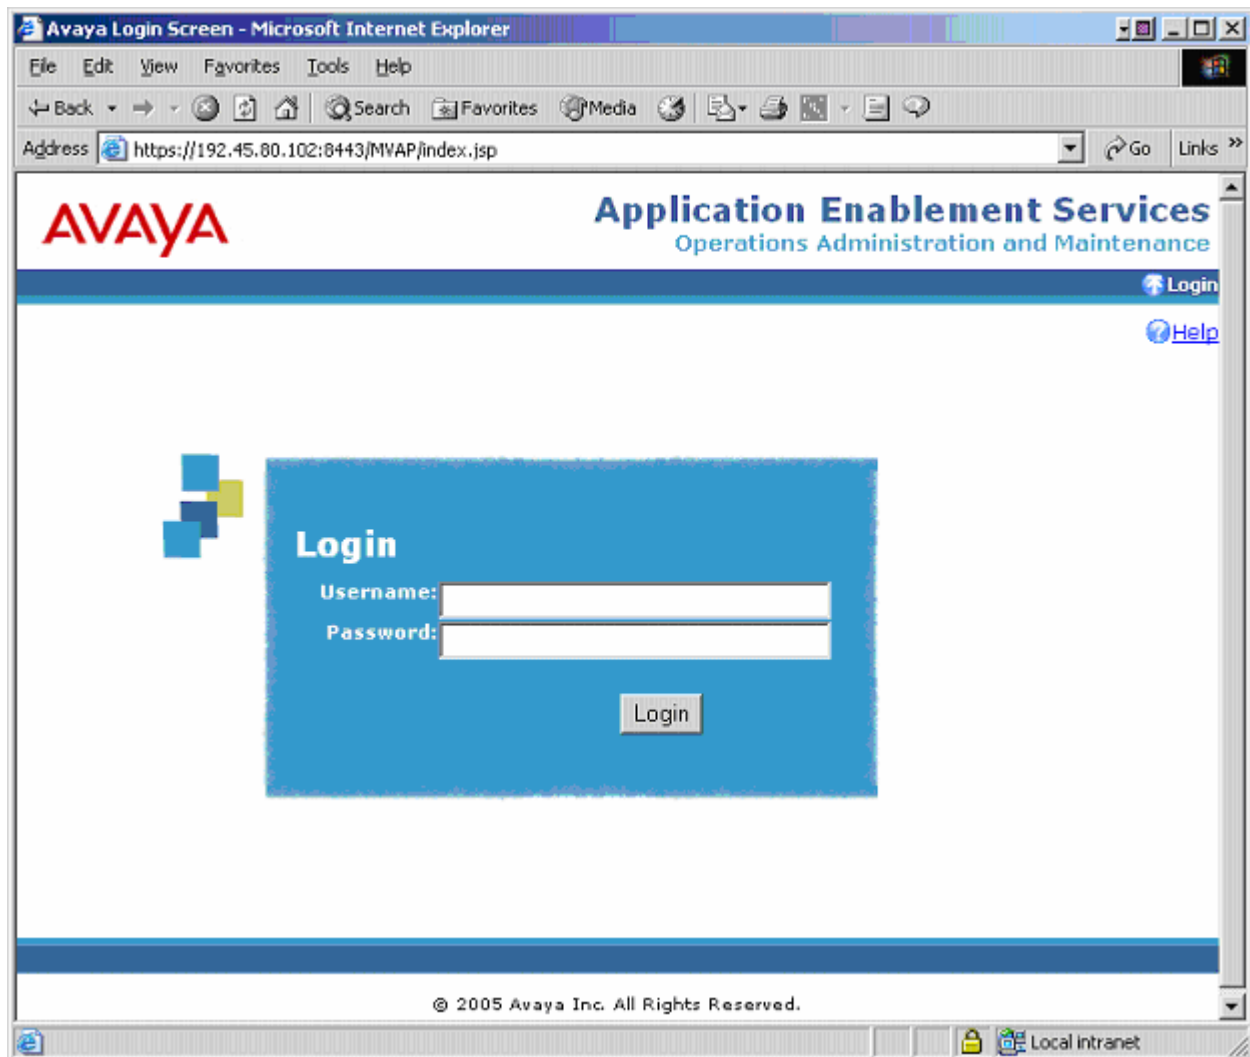 Avaya Login Screen - Microsoft Internet Explorer
File Edit View Favorites Tools Help
Back Search Favorites Media
Address https://192.45.80.102:8443/MVAP/index.jsp Go Links »
AVAYA
Application Enablement Services
Operations Administration and Maintenance
Login
Help
Login
Username:
Password:
Login
© 2005 Avaya Inc. All Rights Reserved.
Local intranet